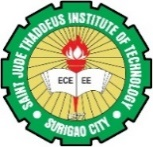 SAINT JUDE THADDEUS INSTITUTE OF TECHNOLOGY
ECE EE
SURIGAO CITY